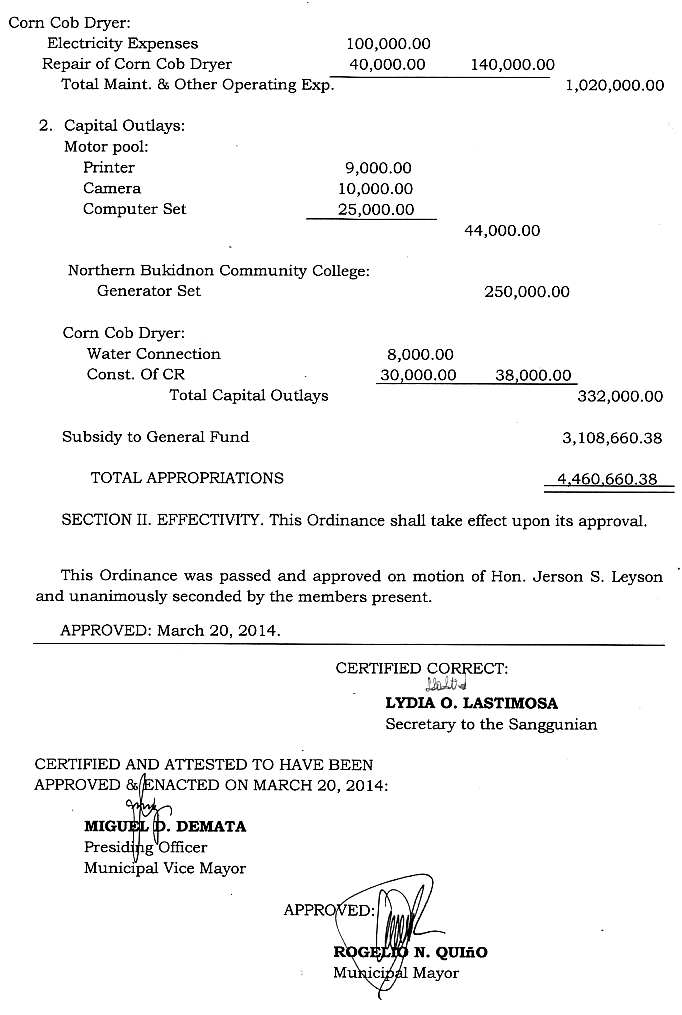 Corn Cob Dryer:
Electricity Expenses 100,000.00
Repair of Corn Cob Dryer 40,000.00 140,000.00
Total Maint. & Other Operating Exp. 1,020,000.00
2. Capital Outlays:
Motor pool:
Printer 9,000.00
Camera 10,000.00
Computer Set 25,000.00
44,000.00
Northern Bukidnon Community College:
Generator Set 250,000.00
Corn Cob Dryer:
Water Connection 8,000.00
Const. Of CR 30,000.00 38,000.00
Total Capital Outlays 332,000.00
Subsidy to General Fund 3,108,660.38
TOTAL APPROPRIATIONS 4,460,660.38
SECTION II. EFFECTIVITY. This Ordinance shall take effect upon its approval.
This Ordinance was passed and approved on motion of Hon. Jerson S. Leyson
and unanimously seconded by the members present.
APPROVED: March 20, 2014.
CERTIFIED CORRECT:
LYDIA O. LASTIMOSA
Secretary to the Sanggunian
CERTIFIED AND ATTESTED TO HAVE BEEN
APPROVED & ENACTED ON MARCH 20, 2014:
MIGUEL D. DEMATA
Presiding Officer
Municipal Vice Mayor
APPROVED:
ROGELIO N. QUIñO
Municipal Mayor